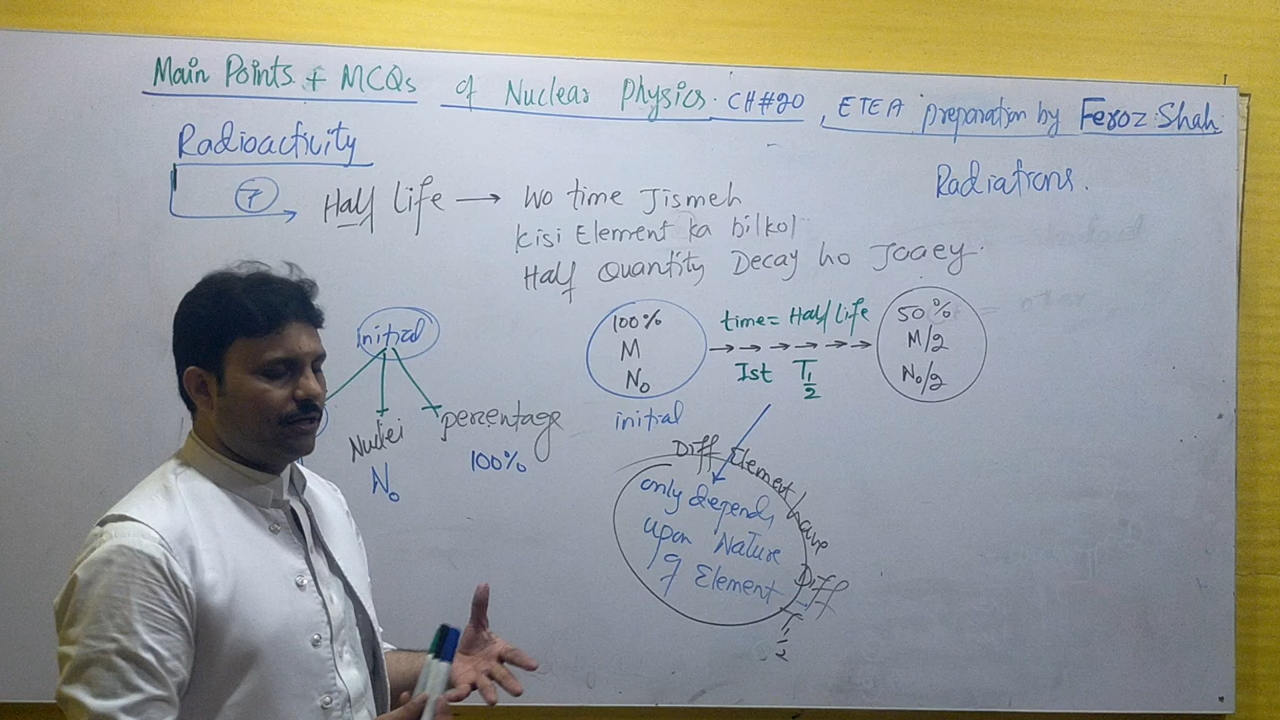 Main Points + MCQs of Nuclear Physics. CH#20, ETEA preparation by Feroz Shah
Radioactivity
Radiations.
7 Half Life → Wo time Jismeh
Kisi Element ka bilkol
Half Quantity Decay ho Jaaey.
initial
Nuclei
N₀
percentage
100%
100%
M
N₀
initial
time = Half Life
Ist T½
50%
M/2
N₀/2
Diff Element have Diff T½
only depends
upon Nature
of Element